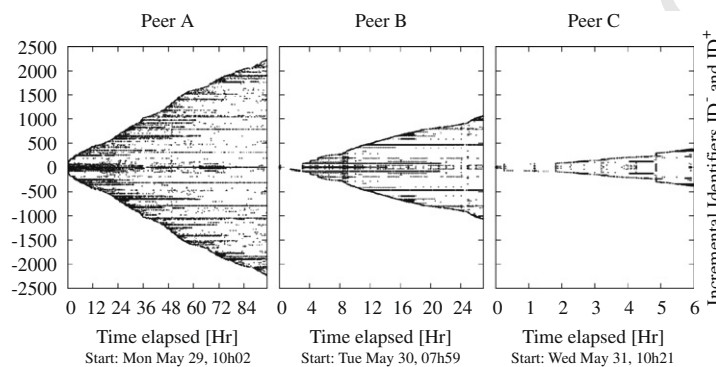 Peer A Peer B Peer C
2500
2000
1500
1000
500
0
-500
-1000
-1500
-2000
-2500
0 12 24 36 48 60 72 84 0 4 8 12 16 20 24 0 1 2 3 4 5 6
Time elapsed [Hr] Time elapsed [Hr] Time elapsed [Hr]
Start: Mon May 29, 10h02 Start: Tue May 30, 07h59 Start: Wed May 31, 10h21
Incremental Identifiers ID⁻ and ID⁺